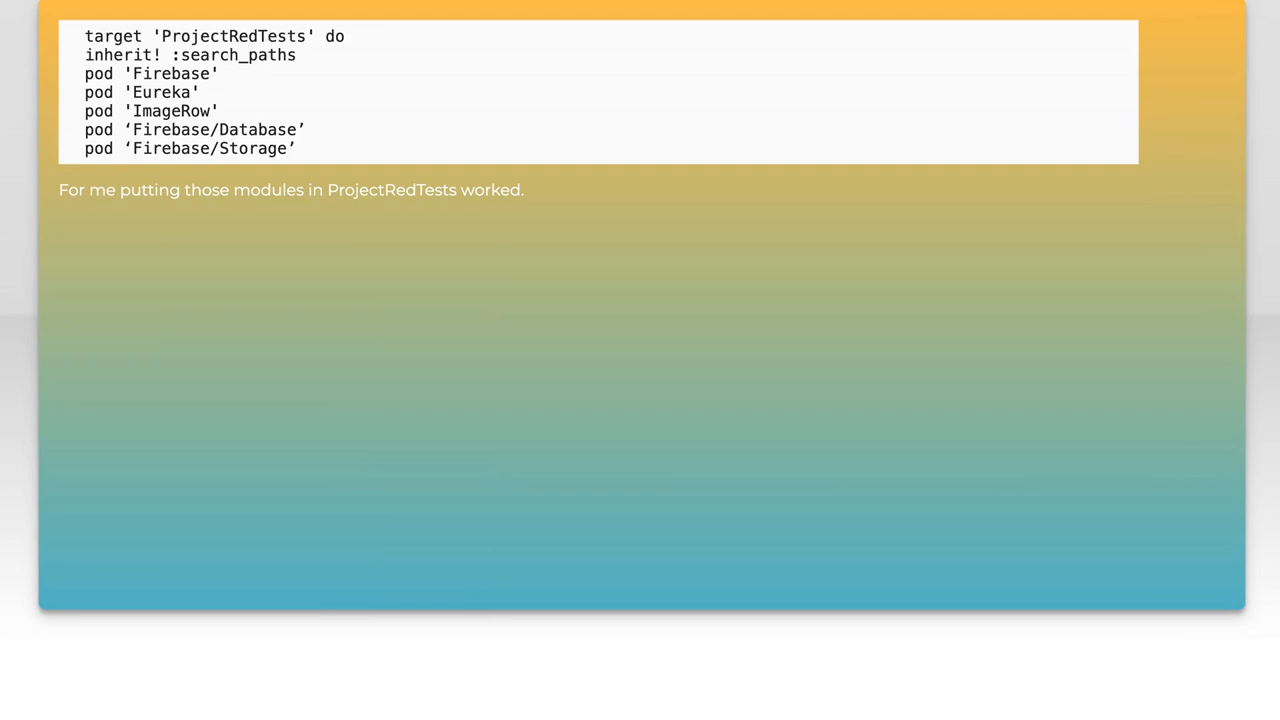 target 'ProjectRedTests' do
inherit! :search_paths
pod 'Firebase'
pod 'Eureka'
pod 'ImageRow'
pod ‘Firebase/Database’
pod ‘Firebase/Storage’
For me putting those modules in ProjectRedTests worked.